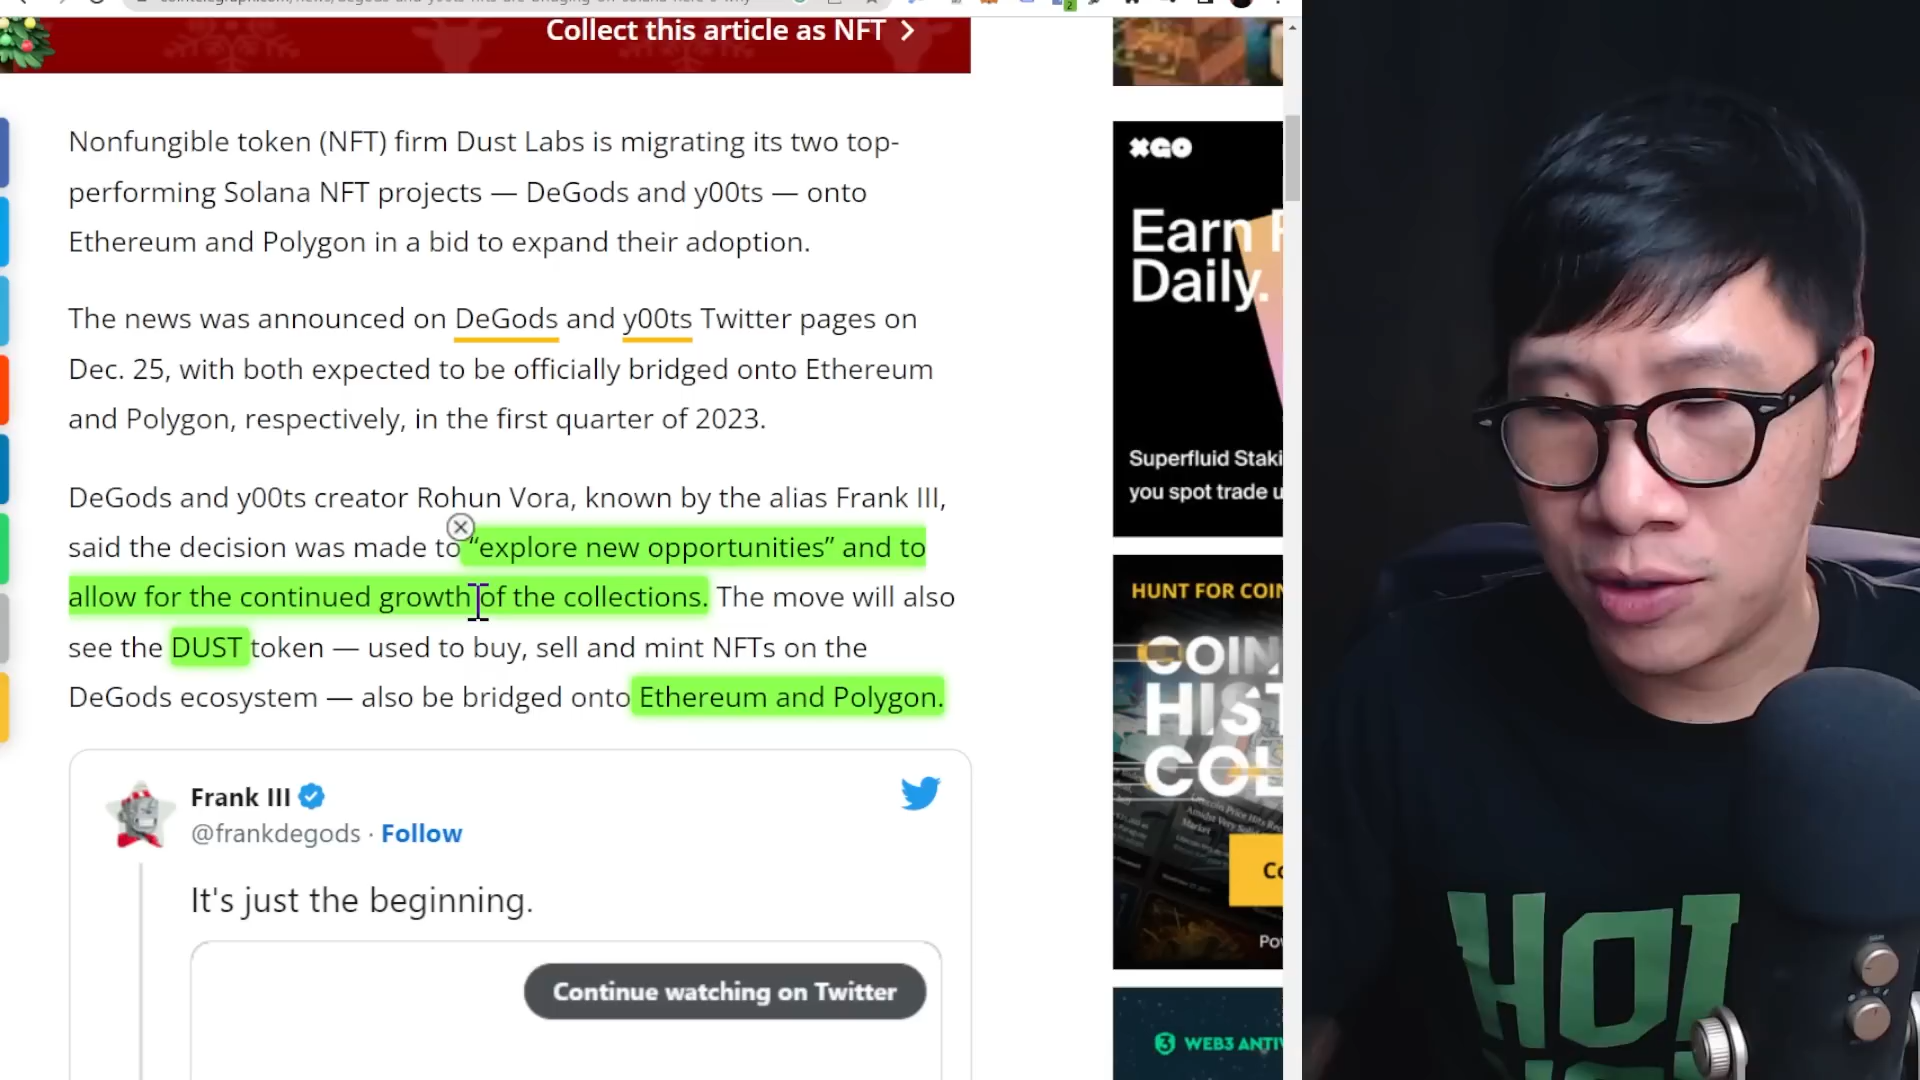 Collect this article as NFT
Nonfungible token (NFT) firm Dust Labs is migrating its two top-
performing Solana NFT projects — DeGods and y00ts — onto
Ethereum and Polygon in a bid to expand their adoption.
The news was announced on DeGods and y00ts Twitter pages on
Dec. 25, with both expected to be officially bridged onto Ethereum
and Polygon, respectively, in the first quarter of 2023.
DeGods and y00ts creator Rohun Vora, known by the alias Frank III,
said the decision was made to “explore new opportunities” and to
allow for the continued growth of the collections. The move will also
see the DUST token — used to buy, sell and mint NFTs on the
DeGods ecosystem — also be bridged onto Ethereum and Polygon.
Frank III
@frankdegods · Follow
It's just the beginning.
Continue watching on Twitter
XGO
Earn
Daily.
Superfluid Staki
you spot trade u
HUNT FOR COIN
COIN
HIST
COL
Co
Po
WEB3 ANTI
HO!